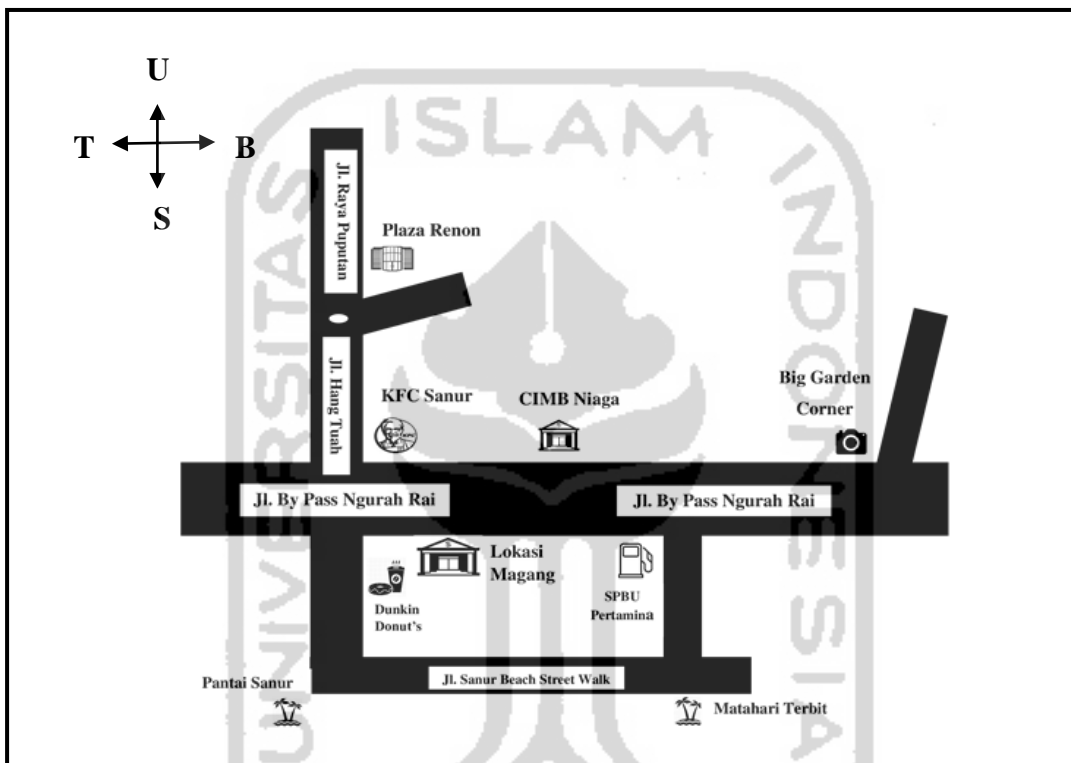 U
T B
S
ISLAM
UNIVERSITAS
INDONESIA
Jl. Raya Puputan
Plaza Renon
Jl. Hang Tuah
KFC Sanur
KFC
CIMB Niaga
Big Garden
Corner
Jl. By Pass Ngurah Rai
Jl. By Pass Ngurah Rai
Lokasi
Magang
Dunkin
Donut's
SPBU
Pertamina
Jl. Sanur Beach Street Walk
Pantai Sanur
Matahari Terbit